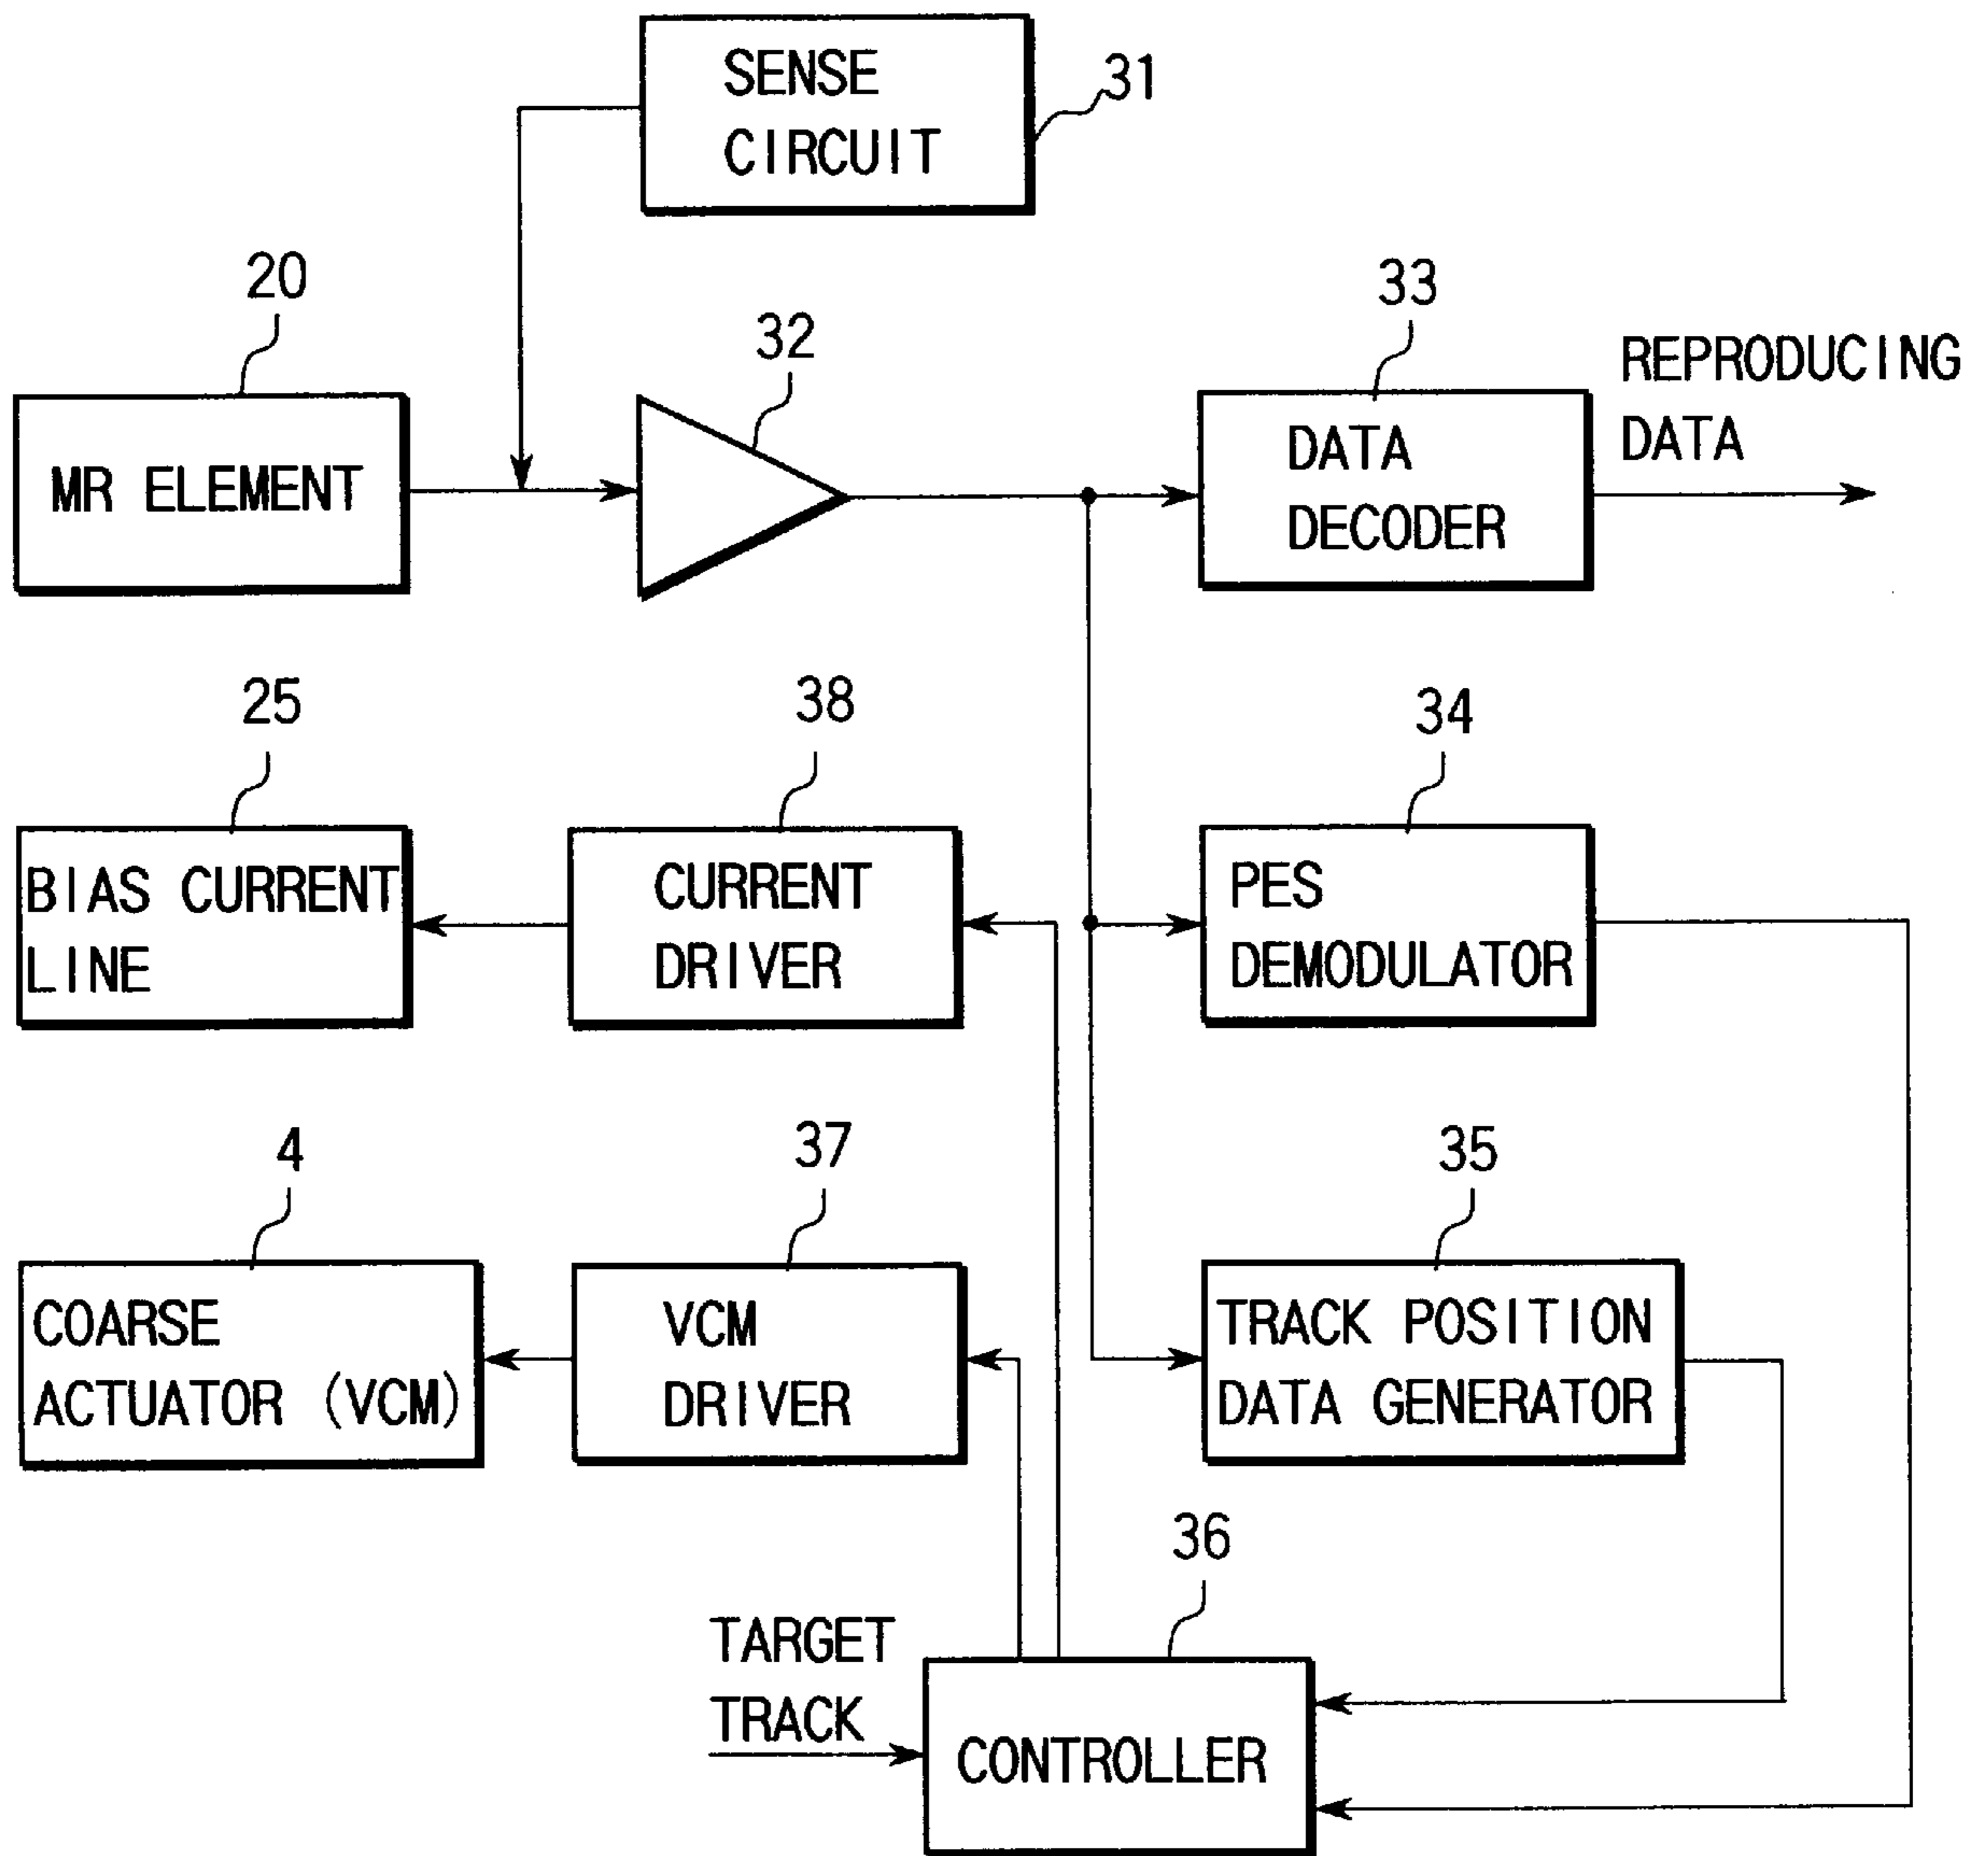 SENSE
CIRCUIT
31
20
32
33
REPRODUCING
DATA
MR ELEMENT
DATA
DECODER
25
38
34
BIAS CURRENT
LINE
CURRENT
DRIVER
PES
DEMODULATOR
4
37
35
COARSE
ACTUATOR (VCM)
VCM
DRIVER
TRACK POSITION
DATA GENERATOR
36
TARGET
TRACK
CONTROLLER